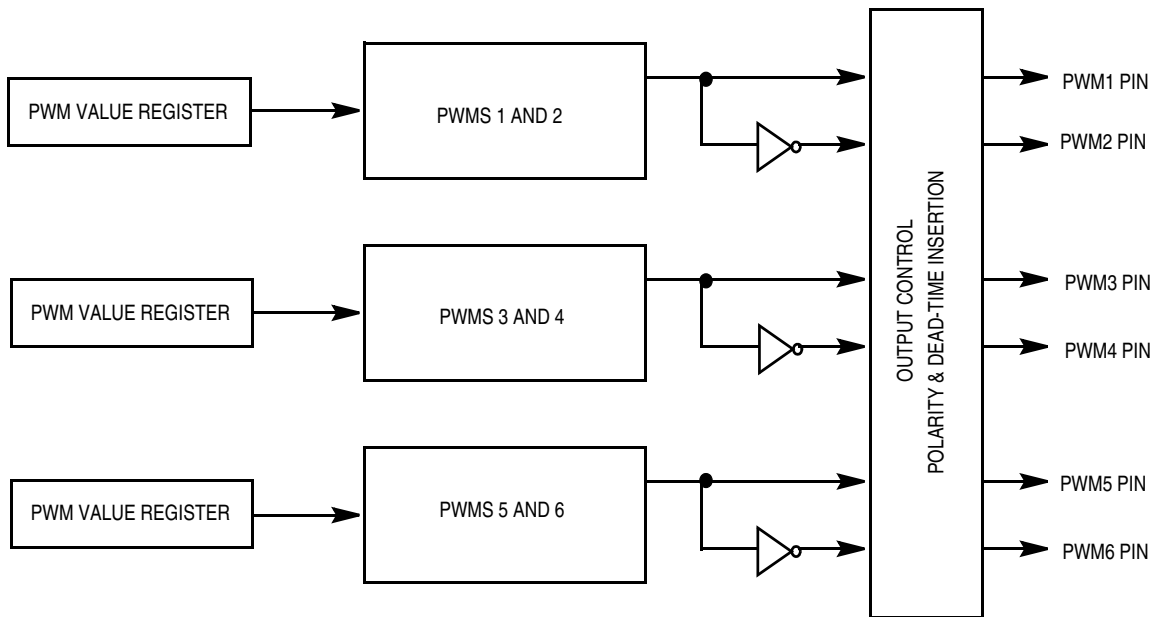 PWM VALUE REGISTER
PWMS 1 AND 2
PWM1 PIN
PWM2 PIN
PWM VALUE REGISTER
PWMS 3 AND 4
OUTPUT CONTROL
POLARITY & DEAD-TIME INSERTION
PWM3 PIN
PWM4 PIN
PWM VALUE REGISTER
PWMS 5 AND 6
PWM5 PIN
PWM6 PIN